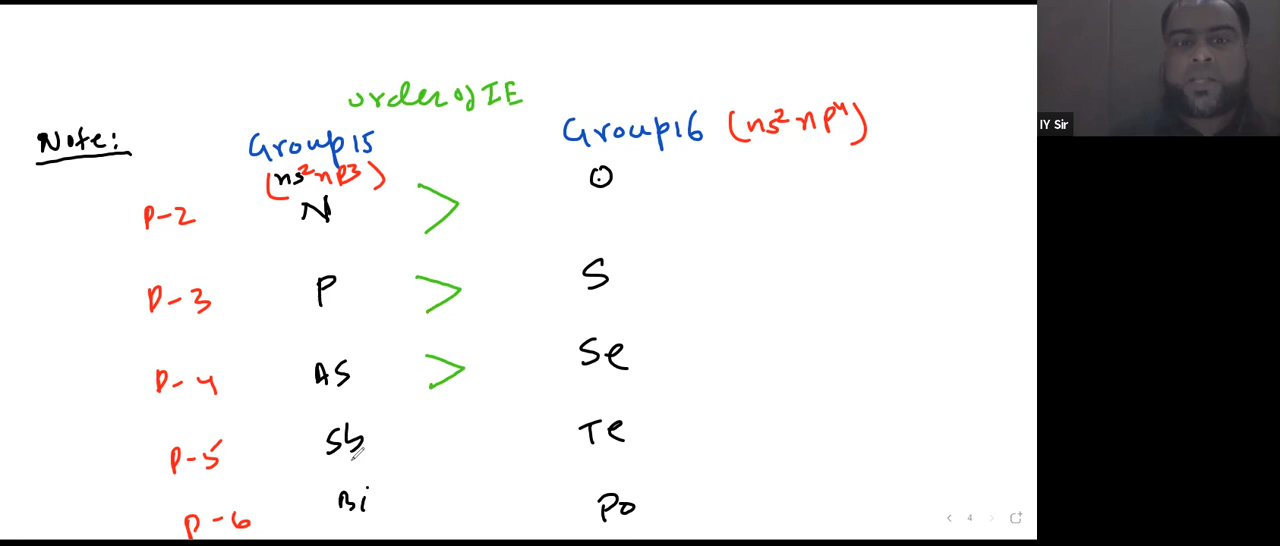 order of IE
Note: Group 15 Group 16 (ns² np⁴)
(ns² np³)
P-2 N > O
P-3 P > S
P-4 AS > Se
P-5 Sb Te
P-6 Bi Po
IY Sir
4